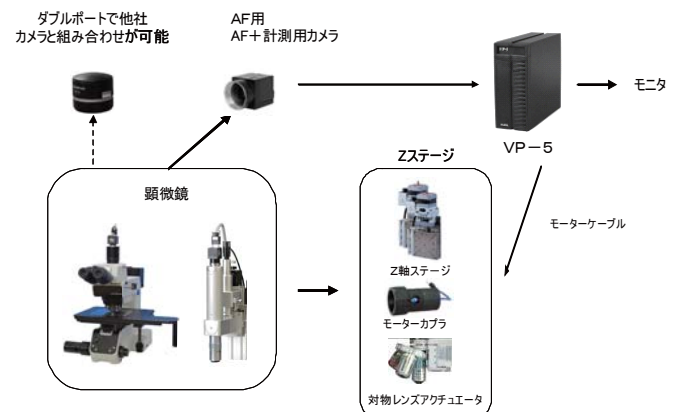 ダブルポートで他社
カメラと組み合わせが可能
AF用
AF＋計測用カメラ
モニタ
VP－5
Zステージ
顕微鏡
モーターケーブル
Z軸ステージ
モーターカプラ
対物レンズアクチュエータ